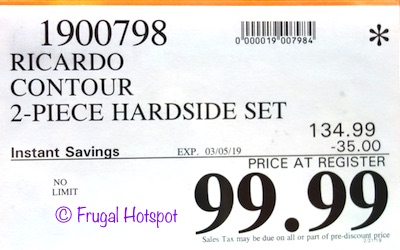 1900798
0000019 007984
*
RICARDO
CONTOUR
2-PIECE HARDSIDE SET
134.99
Instant Savings EXP. 03/05/19 -35.00
PRICE AT REGISTER
NO
LIMIT
99.99
© Frugal Hotspot
Sales Tax may be due on all or part of pre-discount price